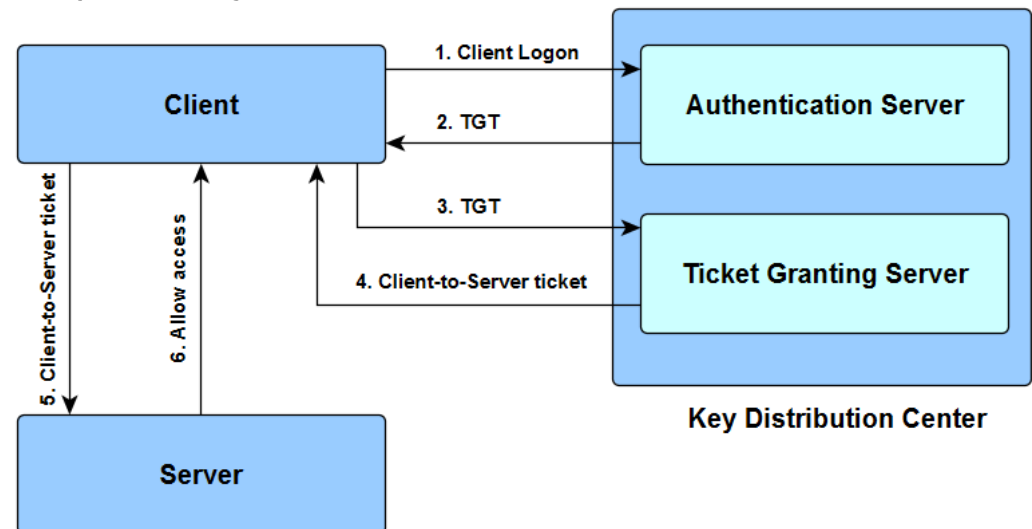 1. Client Logon
Client
Authentication Server
2. TGT
3. TGT
Ticket Granting Server
4. Client-to-Server ticket
5. Client-to-Server ticket
6. Allow access
Key Distribution Center
Server